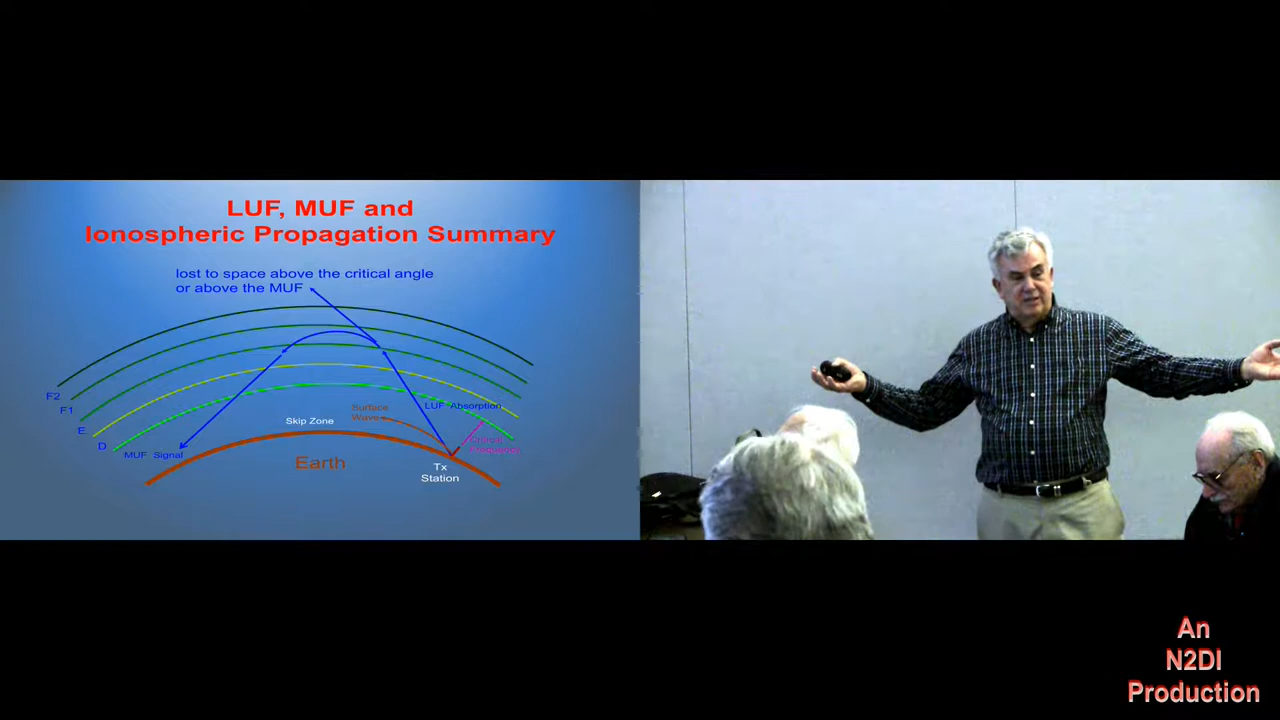 LUF, MUF and
Ionospheric Propagation Summary
lost to space above the critical angle
or above the MUF
F2
F1
E
D
MUF Signal
Skip Zone
Surface
Wave
LUF Absorption
Critical
Frequency
Earth
Tx
Station
An
N2DI
Production